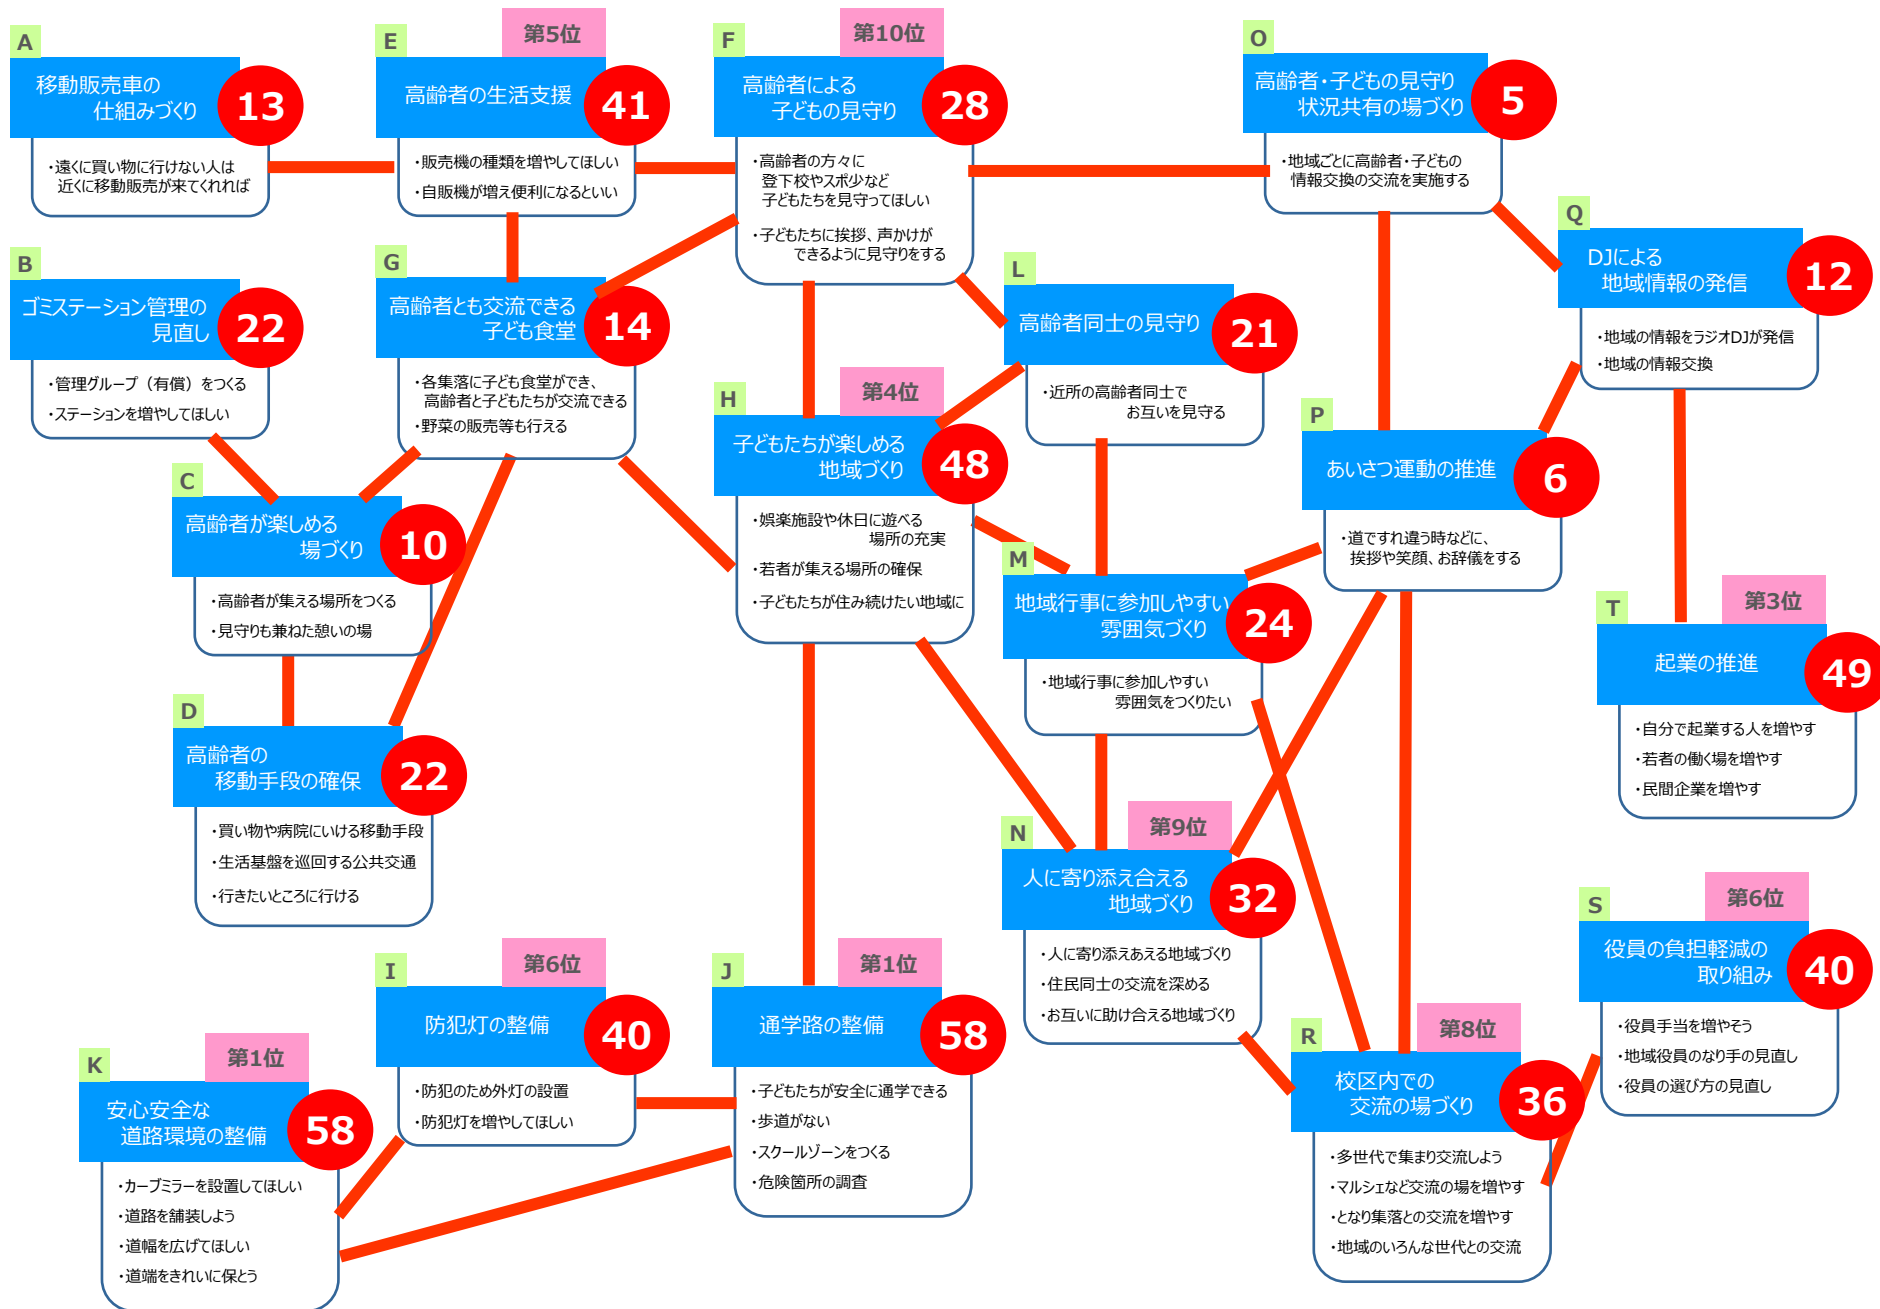 A
移動販売車の
仕組みづくり
13
・遠くに買い物に行けない人は
近くに移動販売が来てくれれば
B
ゴミステーション管理の
見直し
22
・管理グループ（有償）をつくる
・ステーションを増やしてほしい
C
高齢者が楽しめる
場づくり
10
・高齢者が集える場所をつくる
・見守りも兼ねた憩いの場
D
高齢者の
移動手段の確保
22
・買い物や病院にいける移動手段
・生活基盤を巡回する公共交通
・行きたいところに行ける
E
第5位
高齢者の生活支援
41
・販売機の種類を増やしてほしい
・自販機が増え便利になるといい
F
第10位
高齢者による
子どもの見守り
28
・高齢者の方々に
登下校やスポ少など
子どもたちを見守ってほしい
・子どもたちに挨拶、声かけが
できるように見守りをする
G
高齢者とも交流できる
子ども食堂
14
・各集落に子ども食堂ができ、
高齢者と子どもたちが交流できる
・野菜の販売等も行える
H
第4位
子どもたちが楽しめる
地域づくり
48
・娯楽施設や休日に遊べる
場所の充実
・若者が集える場所の確保
・子どもたちが住み続けたい地域に
I
第6位
防犯灯の整備
40
・防犯のため外灯の設置
・防犯灯を増やしてほしい
J
第1位
通学路の整備
58
・子どもたちが安全に通学できる
・歩道がない
・スクールゾーンをつくる
・危険箇所の調査
K
第1位
安心安全な
道路環境の整備
58
・カーブミラーを設置してほしい
・道路を舗装しよう
・道幅を広げてほしい
・道端をきれいに保とう
L
高齢者同士の見守り
21
・近所の高齢者同士で
お互いを見守る
M
地域行事に参加しやすい
雰囲気づくり
24
・地域行事に参加しやすい
雰囲気をつくりたい
N
第9位
人に寄り添え合える
地域づくり
32
・人に寄り添えあえる地域づくり
・住民同士の交流を深める
・お互いに助け合える地域づくり
O
高齢者・子どもの見守り
状況共有の場づくり
5
・地域ごとに高齢者・子どもの
情報交換の交流を実施する
P
あいさつ運動の推進
6
・道ですれ違う時などに、
挨拶や笑顔、お辞儀をする
Q
DJによる
地域情報の発信
12
・地域の情報をラジオDJが発信
・地域の情報交換
R
第8位
校区内での
交流の場づくり
36
・多世代で集まり交流しよう
・マルシェなど交流の場を増やす
・となり集落との交流を増やす
・地域のいろんな世代との交流
S
第6位
役員の負担軽減の
取り組み
40
・役員手当を増やそう
・地域役員のなり手の見直し
・役員の選び方の見直し
T
第3位
起業の推進
49
・自分で起業する人を増やす
・若者の働く場を増やす
・民間企業を増やす